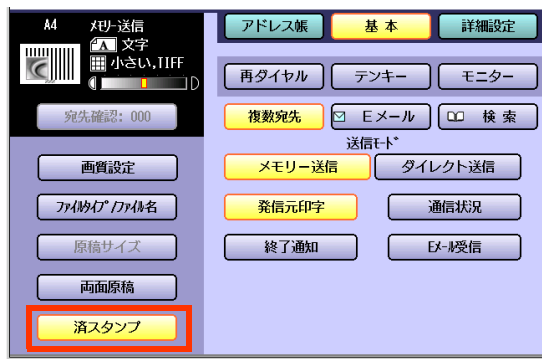 A4 ﾒﾓﾘｰ送信
A 文字
小さい,TIFF
D
宛先確認: 000
画質設定
ﾌｧｲﾙﾀｲﾌﾟ/ﾌｧｲﾙ名
原稿サイズ
両面原稿
済スタンプ
アドレス帳 基本 詳細設定
再ダイヤル テンキー モニター
複数宛先 Eメール 検索
送信ﾓｰﾄﾞ
メモリー送信 ダイレクト送信
発信元印字 通信状況
終了通知 Eﾒｰﾙ受信